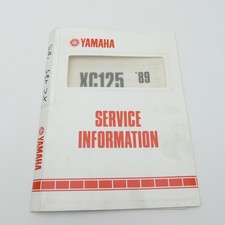 YAMAHA
XC125 '89
SERVICE
INFORMATION
YAMAHA